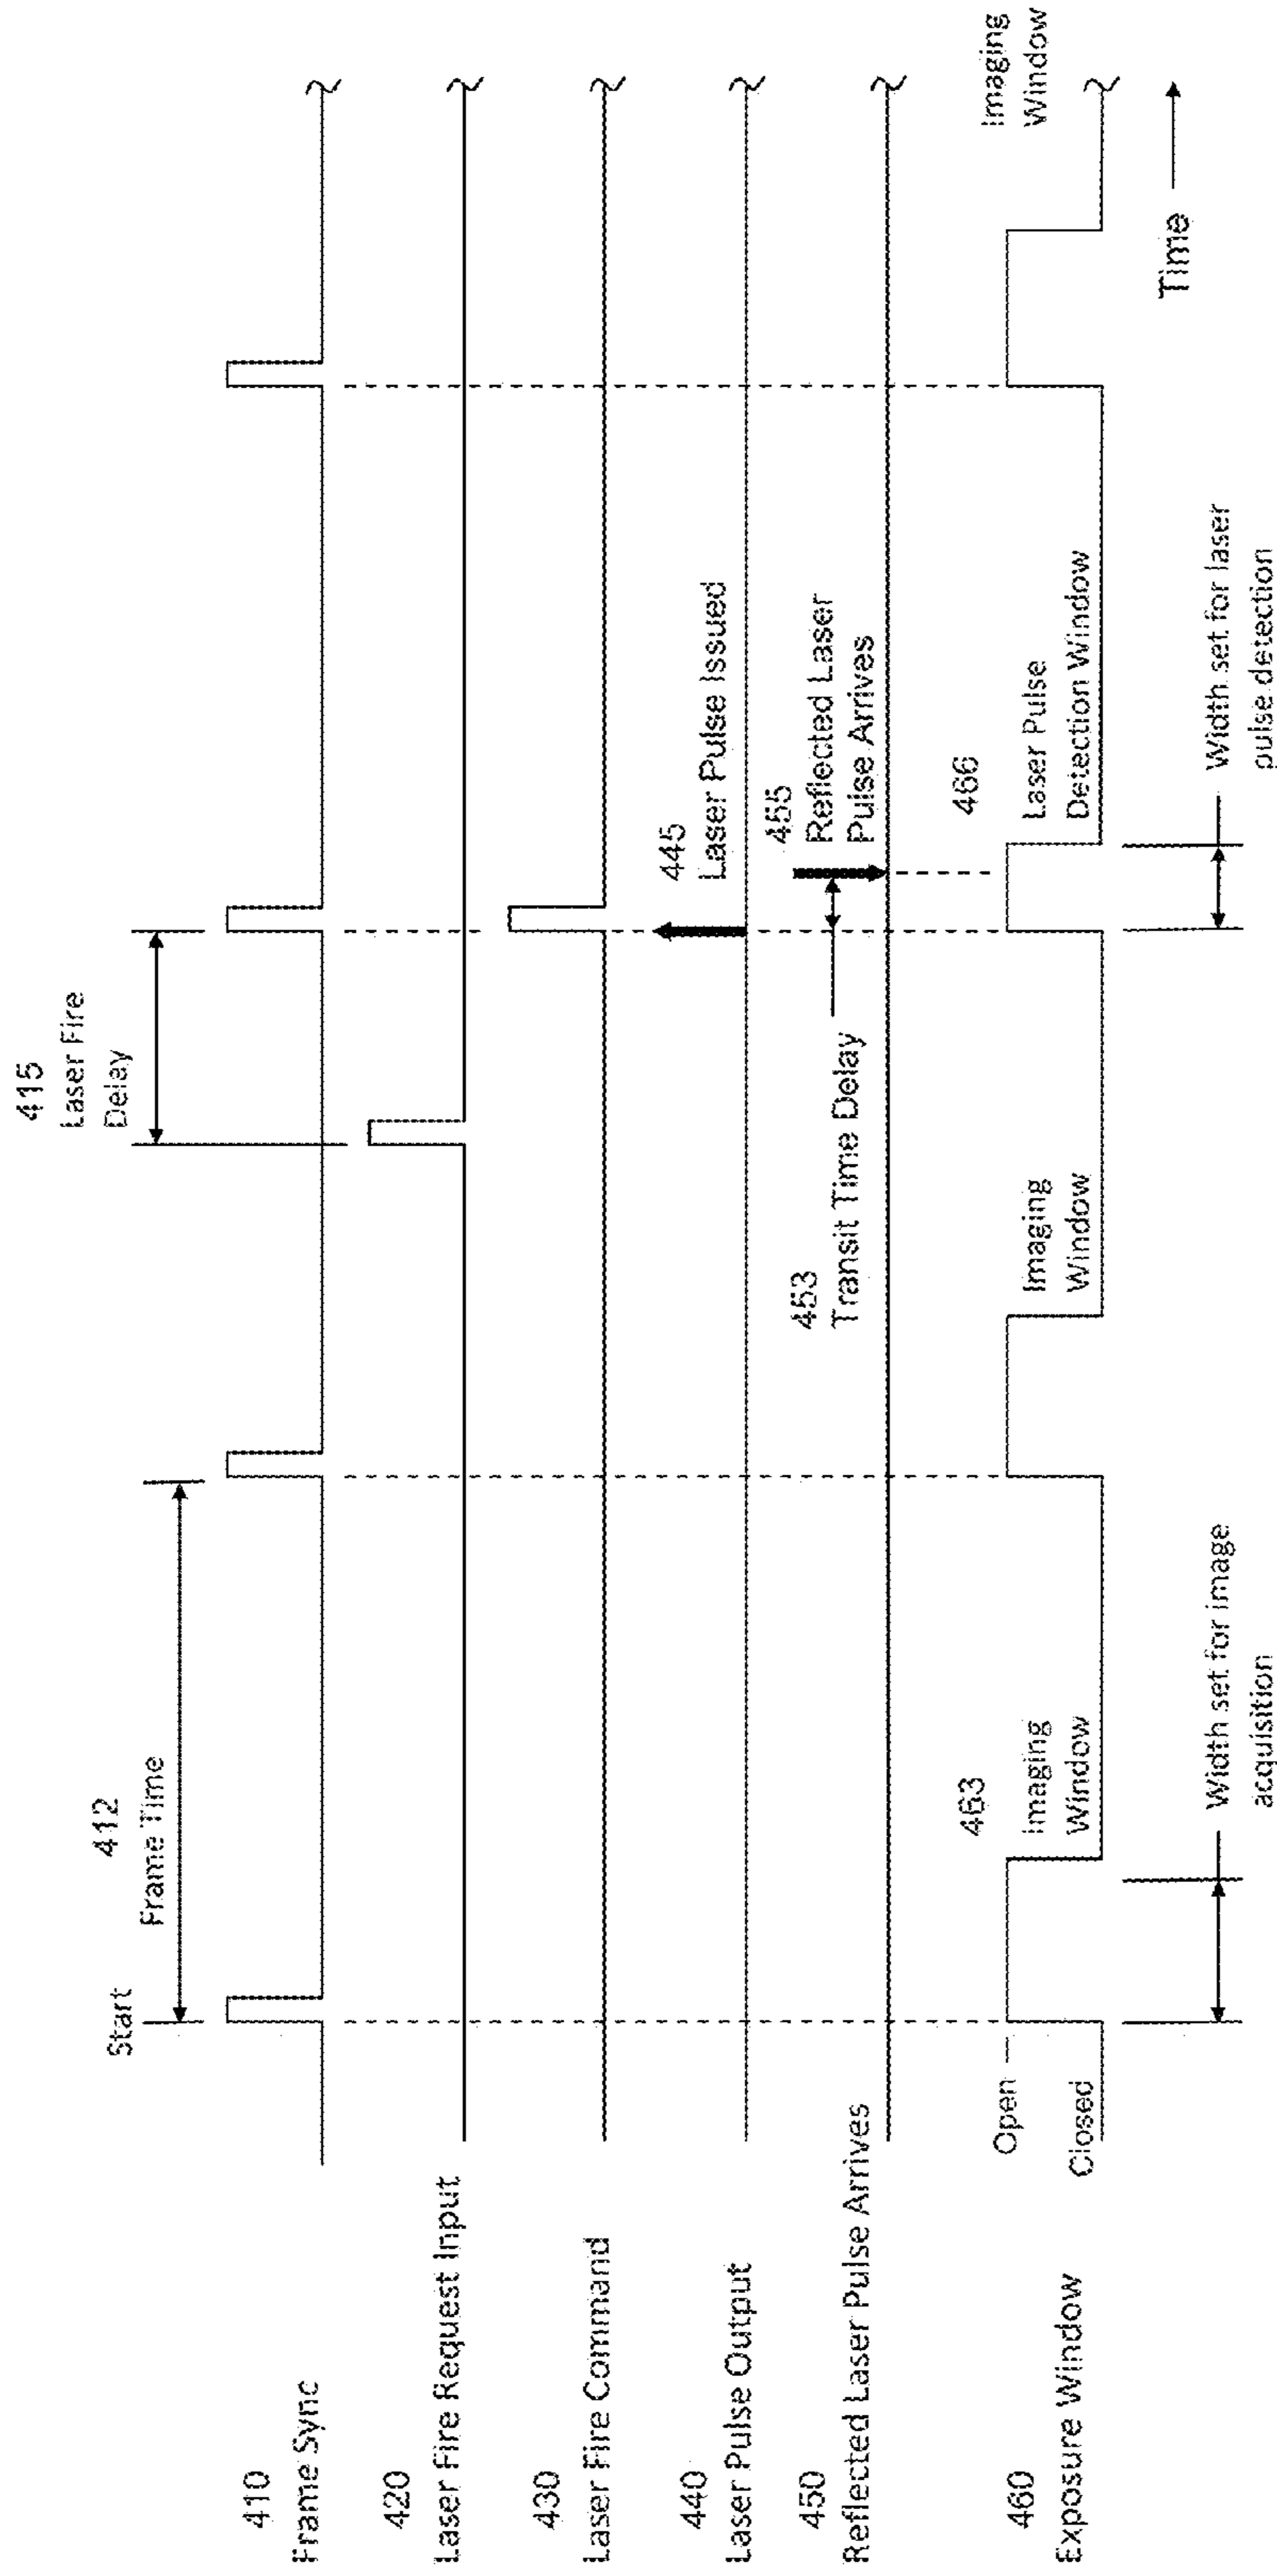 415
Laser Fire
Delay
412
Frame Time
Start
410
Frame Sync
420
Laser Fire Request Input
430
Laser Fire Command
445
Laser Pulse Issued
440
Laser Pulse Output
455
Reflected Laser
Pulse Arrives
453
Transit Time Delay
450
Reflected Laser Pulse Arrives
460
Exposure Window
Open
Closed
463
Imaging
Window
Imaging
Window
466
Laser Pulse
Detection Window
Imaging
Window
Width set for image
acquisition
Width set for laser
pulse detection
Time